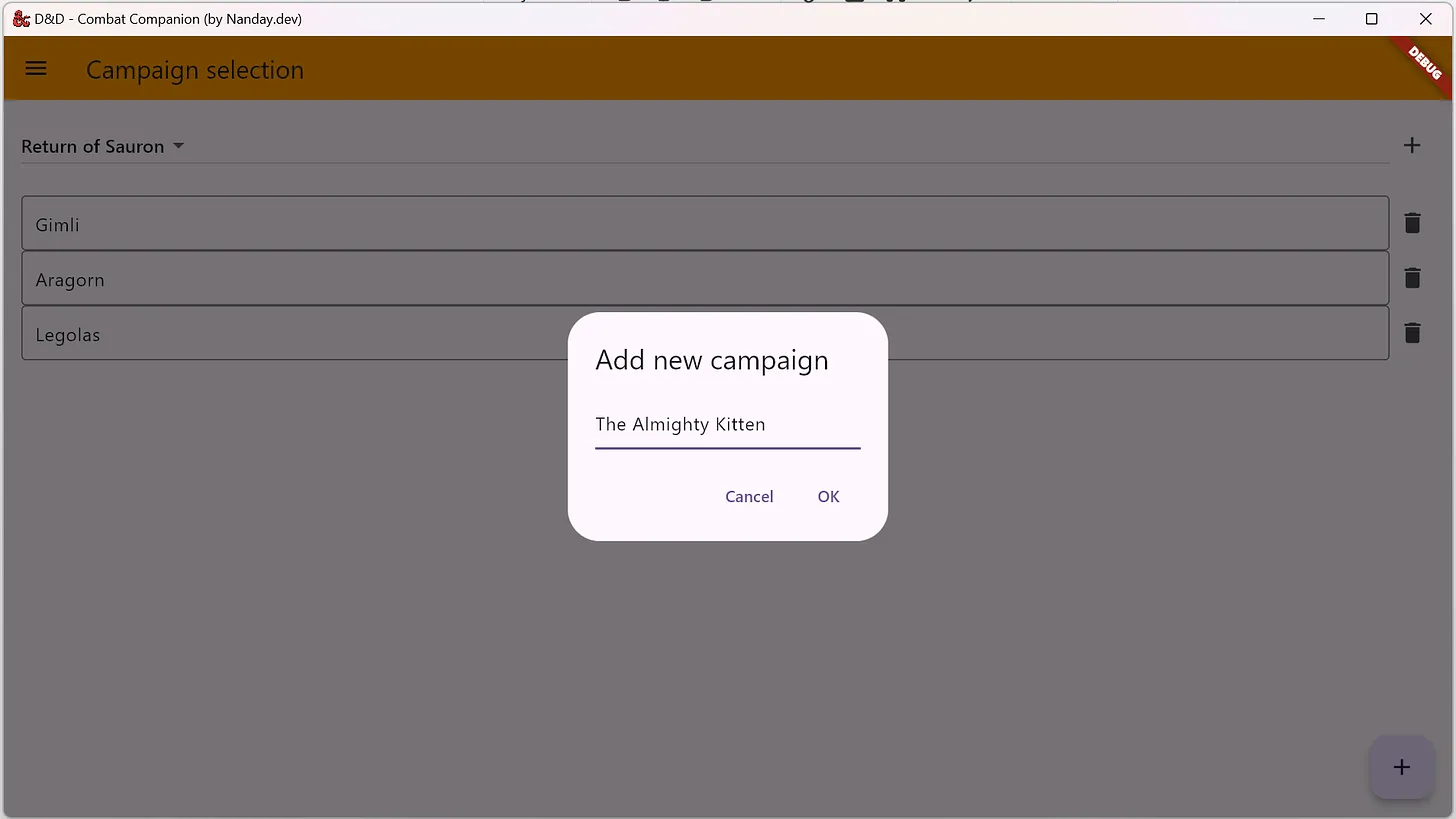 D&D - Combat Companion (by Nanday.dev)
Campaign selection
DEBUG
Return of Sauron
Gimli
Aragorn
Legolas
Add new campaign
The Almighty Kitten
Cancel OK